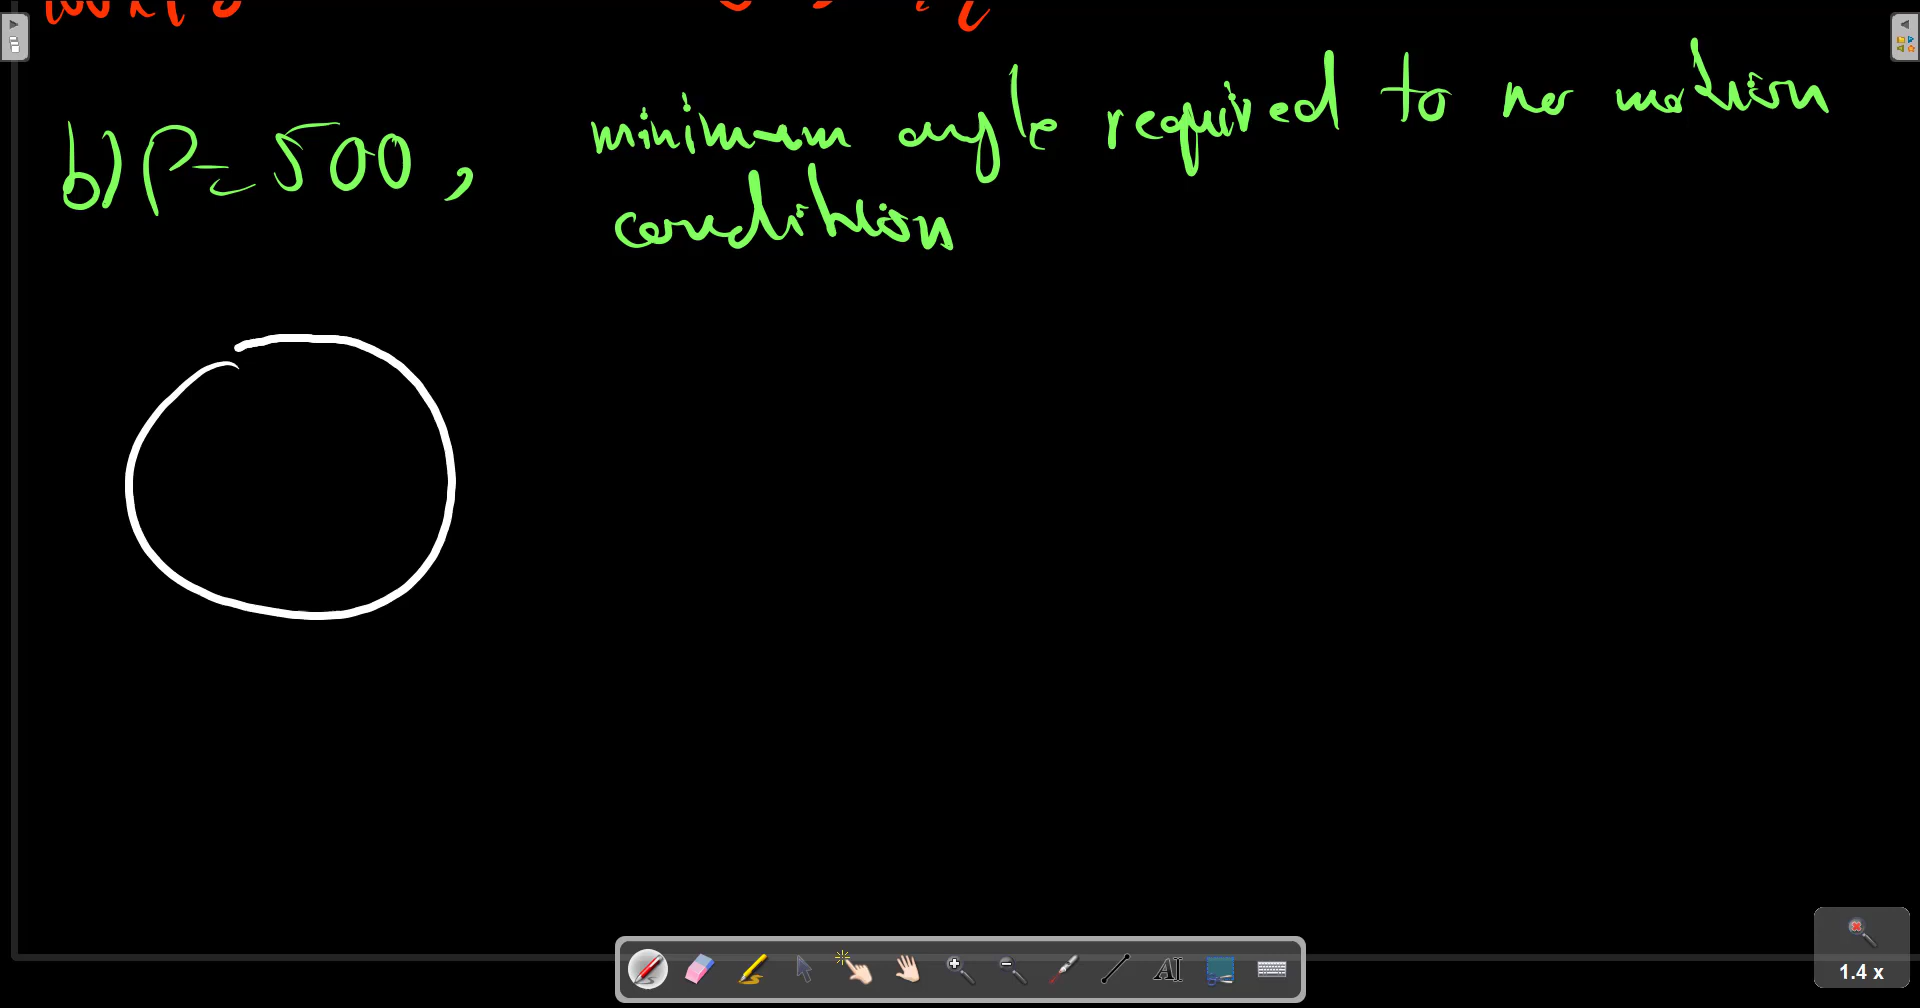 b) P = 500, minimum angle required to no motion
condition
1.4 x